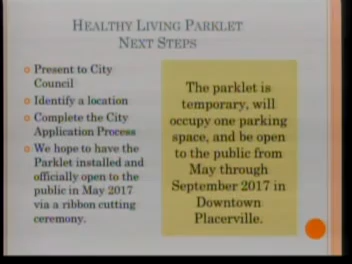 HEALTHY LIVING PARKLET
NEXT STEPS
Present to City
Council
Identify a location
Complete the City
Application Process
We hope to have the
Parklet installed and
officially open to the
public in May 2017
via a ribbon cutting
ceremony.
The parklet is
temporary, will
occupy one parking
space, and be open
to the public from
May through
September 2017 in
Downtown
Placerville.